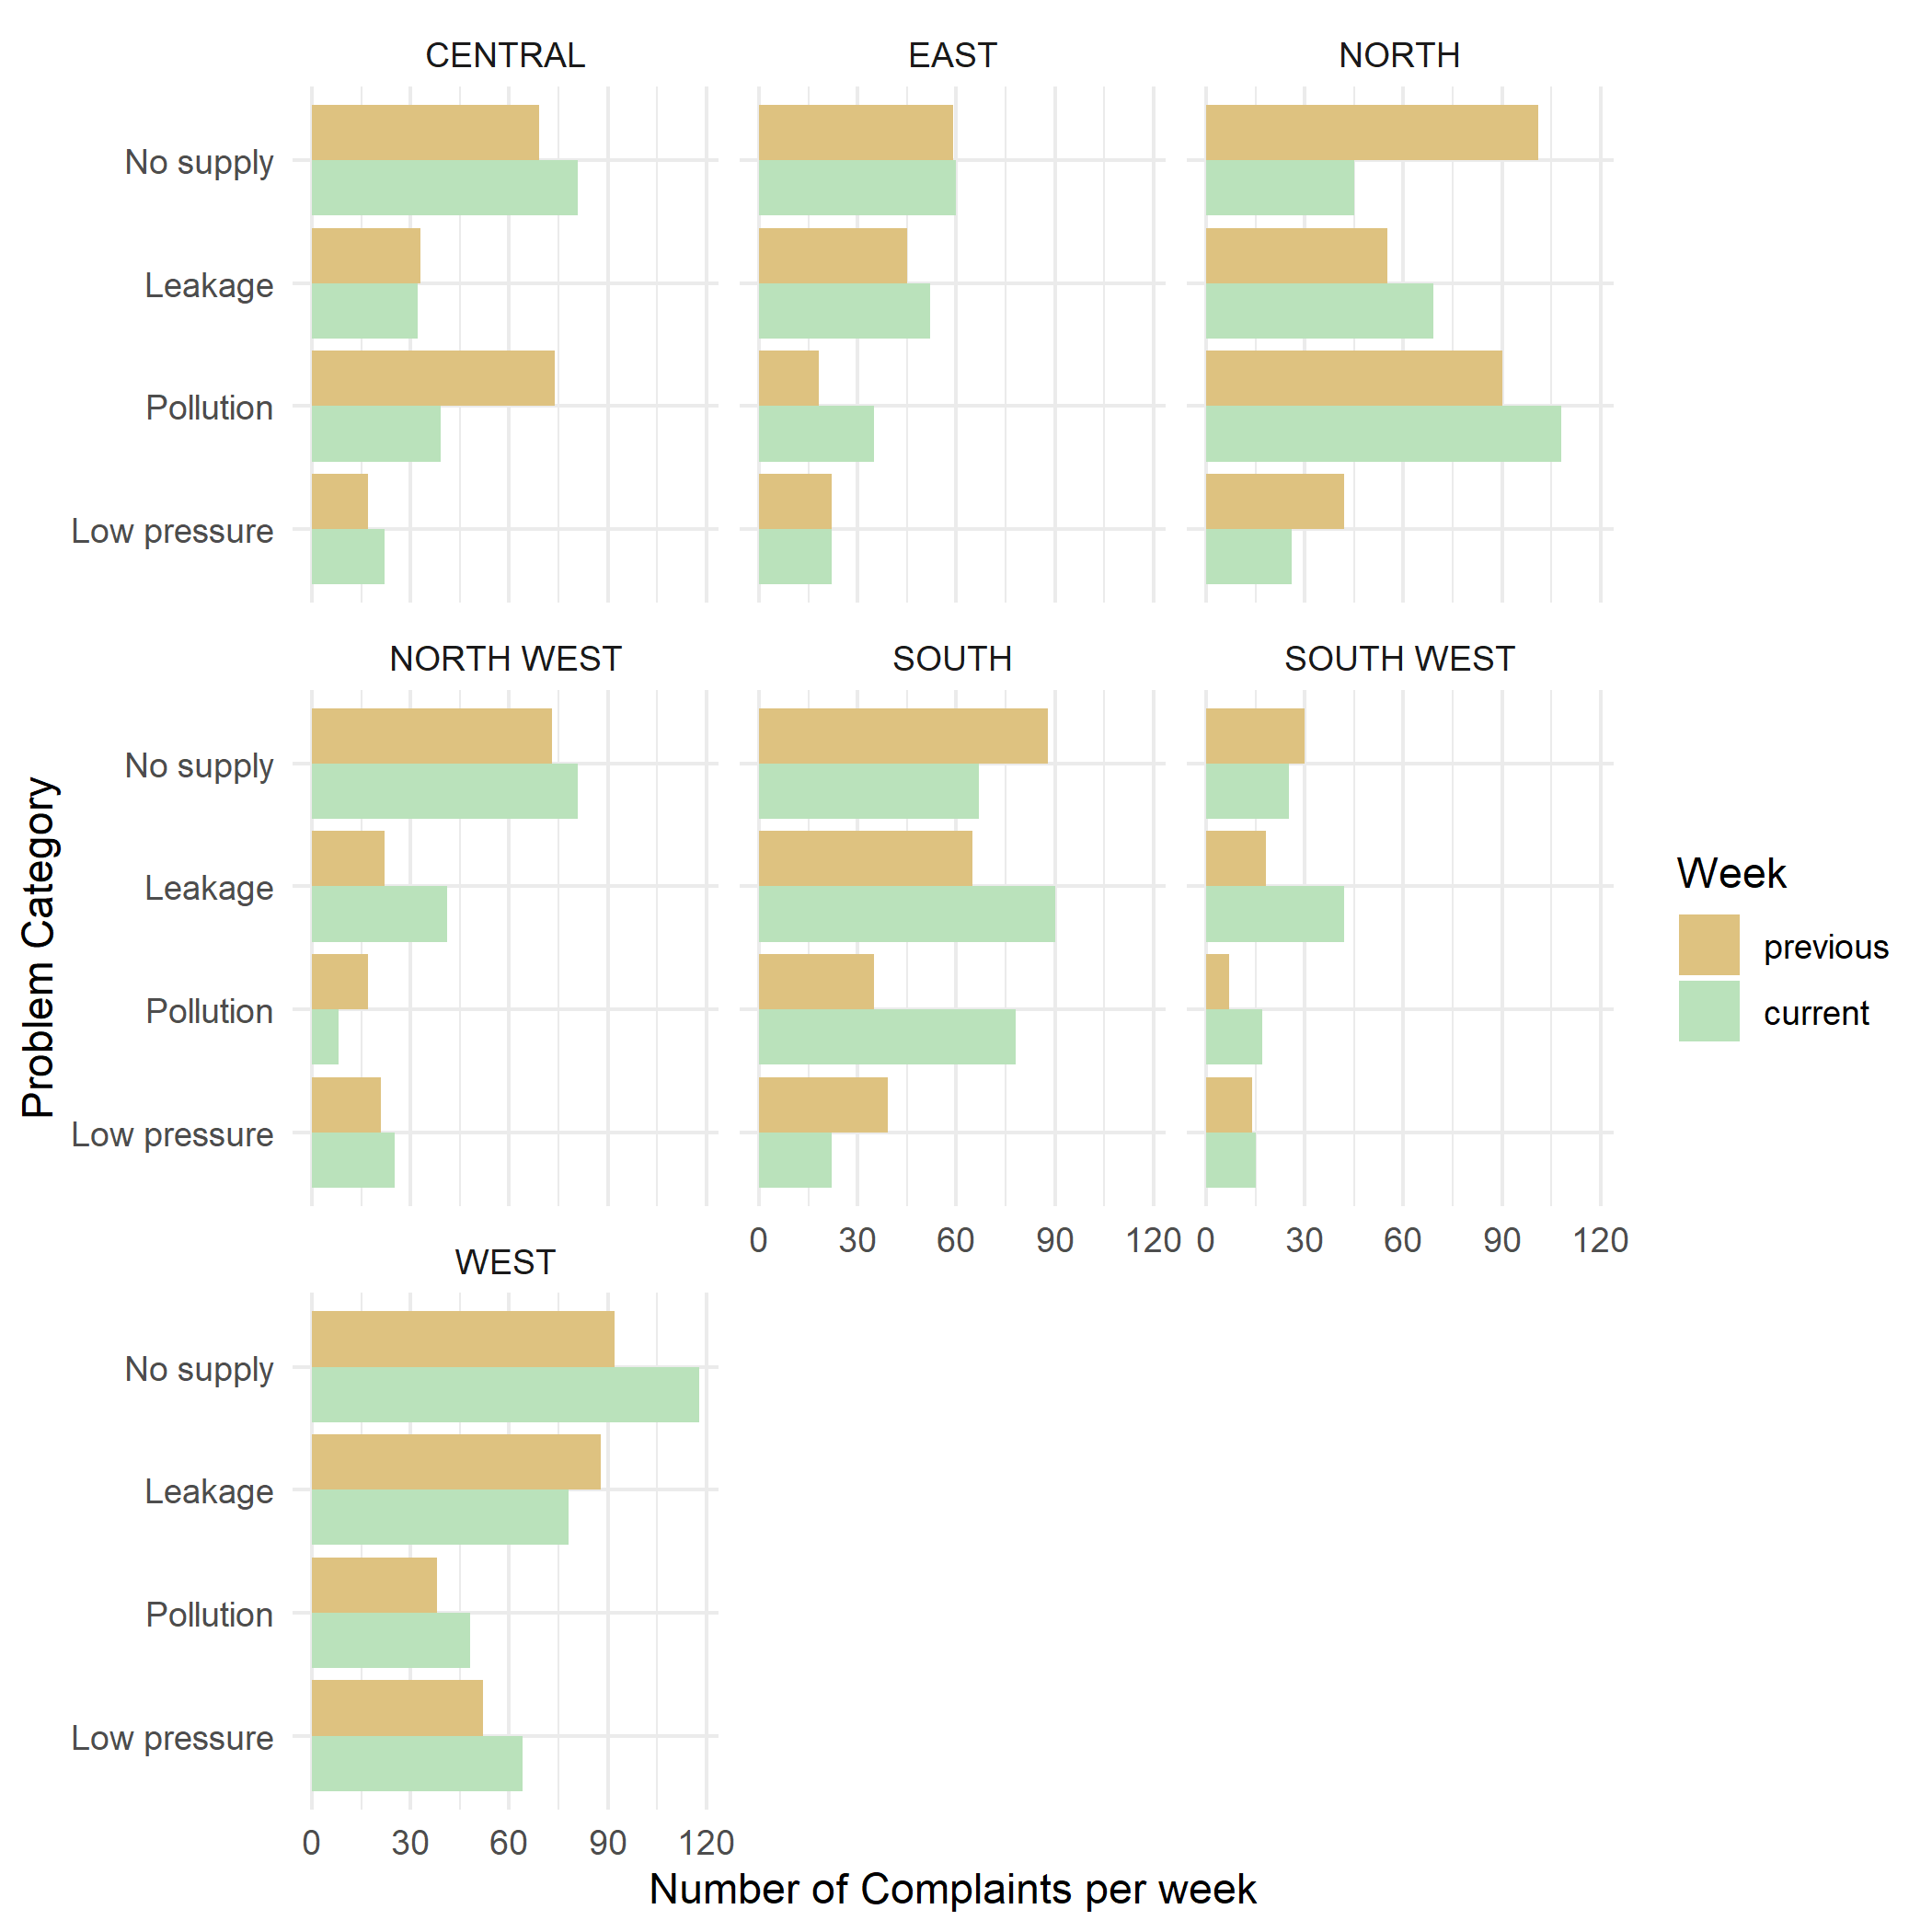 CENTRAL EAST NORTH
No supply
Leakage
Pollution
Low pressure
NORTH WEST SOUTH SOUTH WEST
No supply
Leakage
Pollution
Low pressure
0 30 60 90 120 0 30 60 90 120
WEST
No supply
Leakage
Pollution
Low pressure
0 30 60 90 120
Number of Complaints per week
Problem Category
Week
previous
current